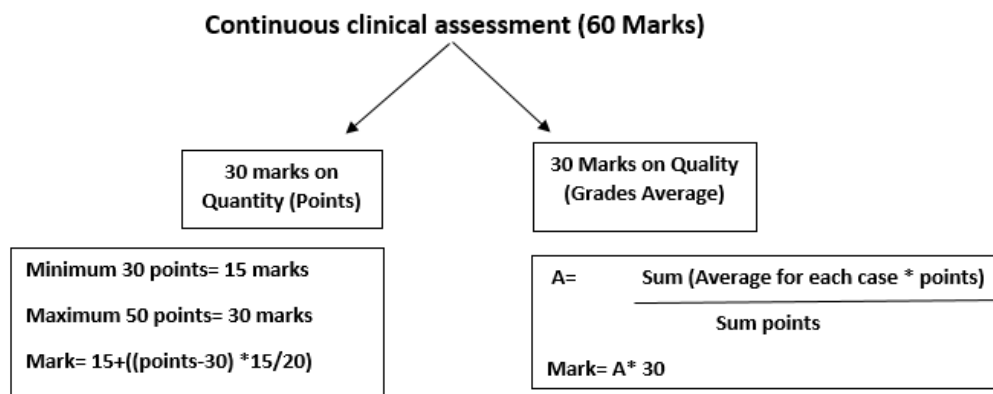 Continuous clinical assessment (60 Marks)
30 marks on
Quantity (Points)
30 Marks on Quality
(Grades Average)
Minimum 30 points= 15 marks
Maximum 50 points= 30 marks
Mark= 15+((points-30) *15/20)
A= Sum (Average for each case * points)
Sum points
Mark= A* 30